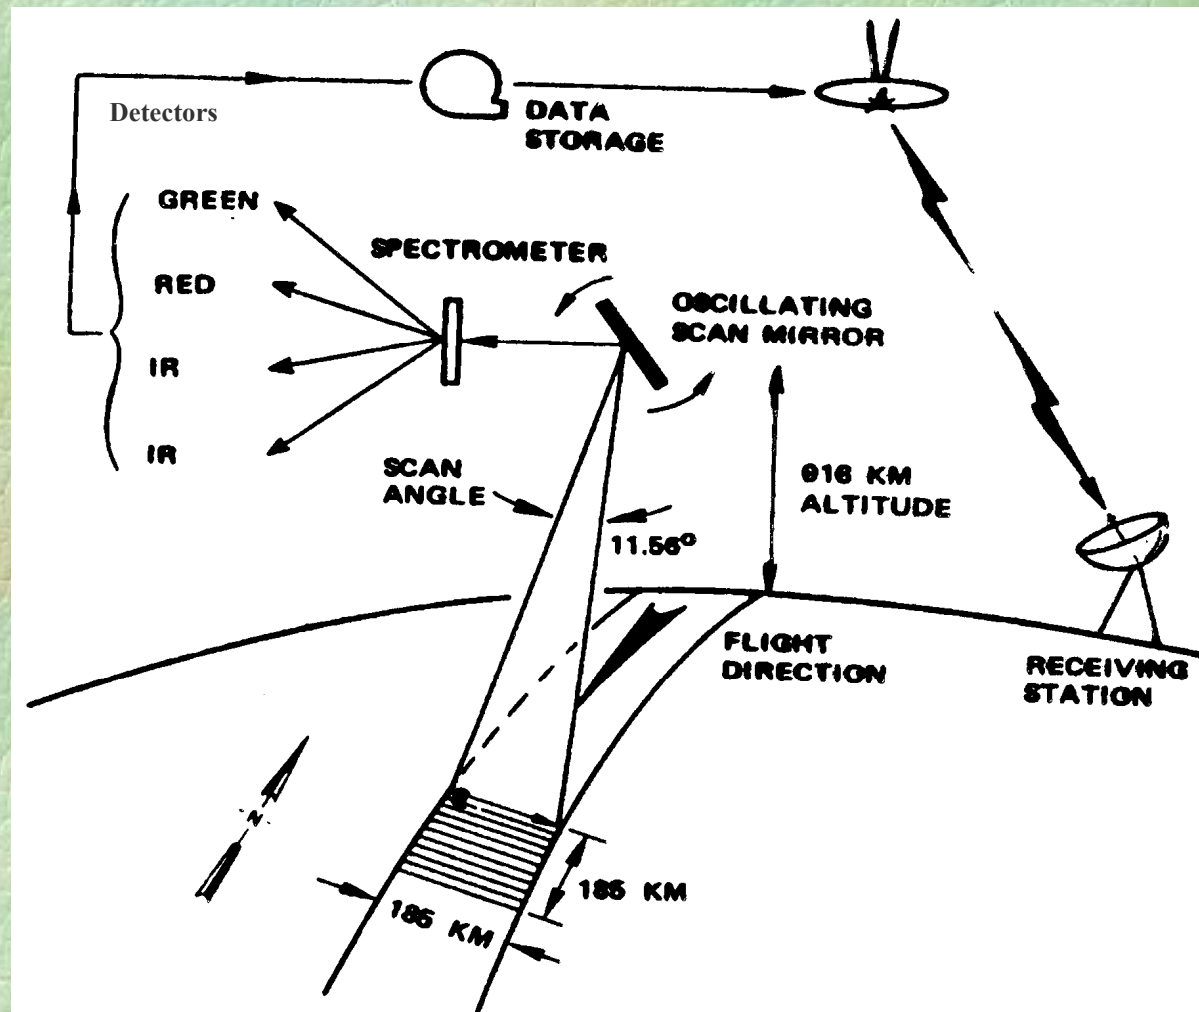 Detectors
DATA
STORAGE
GREEN
SPECTROMETER
RED
OSCILLATING
SCAN MIRROR
IR
IR
SCAN
ANGLE
916 KM
ALTITUDE
11.56°
FLIGHT
DIRECTION
RECEIVING
STATION
N
185 KM
185 KM